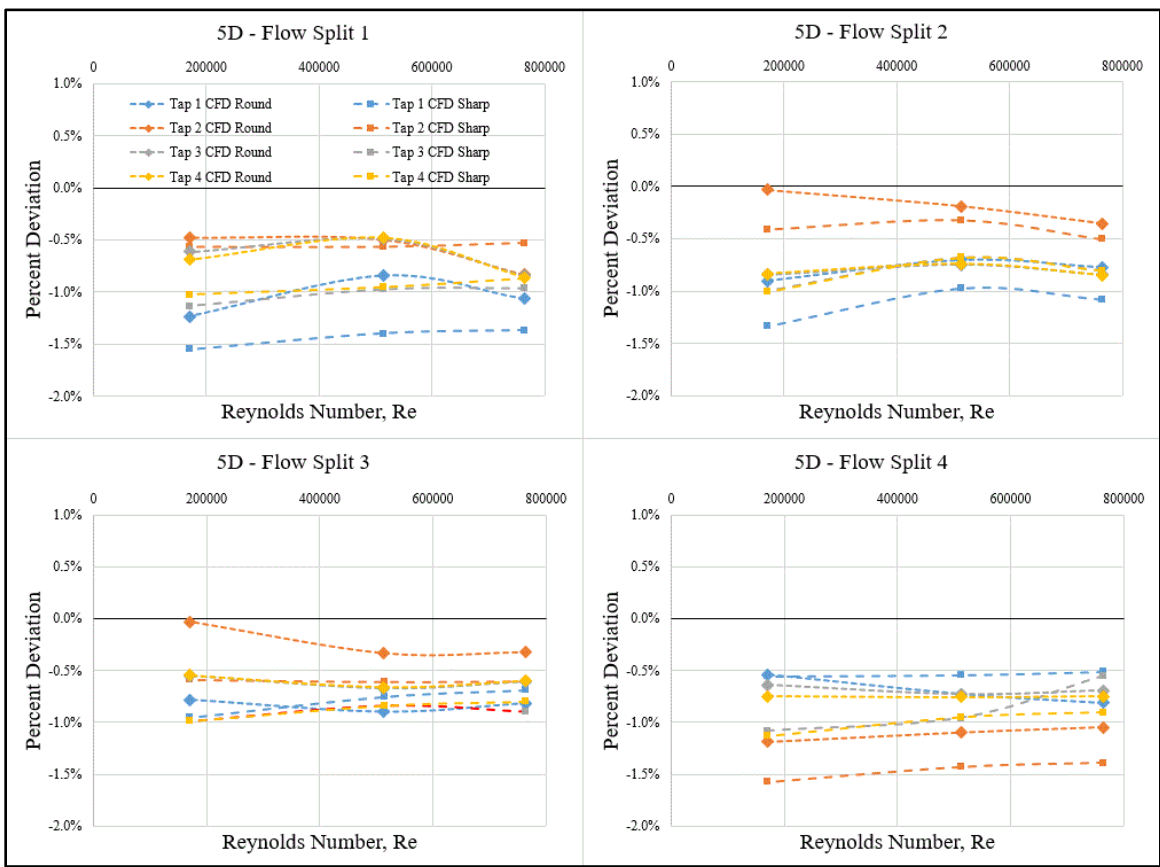 5D - Flow Split 1
0 200000 400000 600000 800000
1.0%
Tap 1 CFD Round Tap 1 CFD Sharp
Tap 2 CFD Round Tap 2 CFD Sharp
0.5%
Tap 3 CFD Round Tap 3 CFD Sharp
Tap 4 CFD Round Tap 4 CFD Sharp
0.0%
-0.5%
-1.0%
-1.5%
-2.0%
Percent Deviation
Reynolds Number, Re
5D - Flow Split 2
0 200000 400000 600000 800000
1.0%
0.5%
0.0%
-0.5%
-1.0%
-1.5%
-2.0%
Percent Deviation
Reynolds Number, Re
5D - Flow Split 3
0 200000 400000 600000 800000
1.0%
0.5%
0.0%
-0.5%
-1.0%
-1.5%
-2.0%
Percent Deviation
Reynolds Number, Re
5D - Flow Split 4
0 200000 400000 600000 800000
1.0%
0.5%
0.0%
-0.5%
-1.0%
-1.5%
-2.0%
Percent Deviation
Reynolds Number, Re